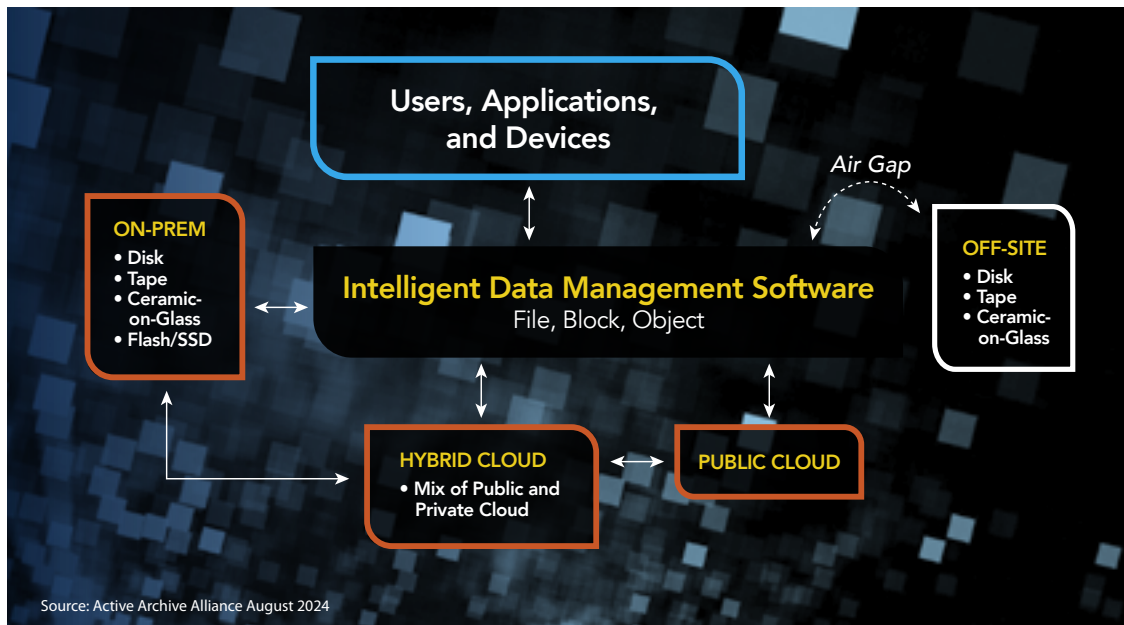 Users, Applications,
and Devices
Air Gap
ON-PREM
• Disk
• Tape
• Ceramic-
on-Glass
• Flash/SSD
Intelligent Data Management Software
File, Block, Object
OFF-SITE
• Disk
• Tape
• Ceramic-
on-Glass
HYBRID CLOUD
• Mix of Public and
Private Cloud
PUBLIC CLOUD
Source: Active Archive Alliance August 2024